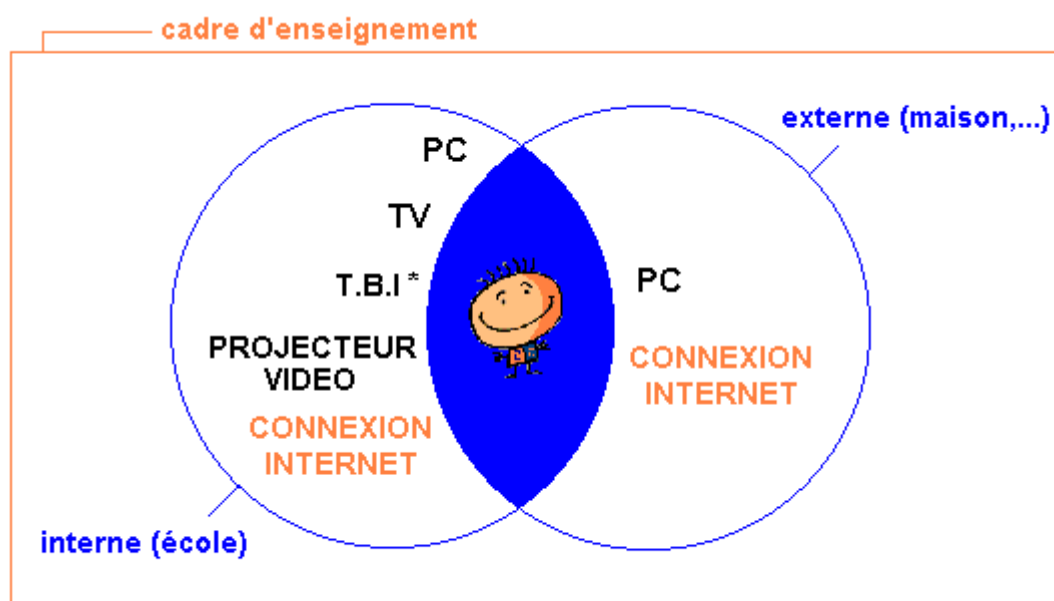 cadre d'enseignement
externe (maison,...)
PC
TV
T.B.I *
PROJECTEUR
VIDEO
CONNEXION
INTERNET
PC
CONNEXION
INTERNET
interne (école)